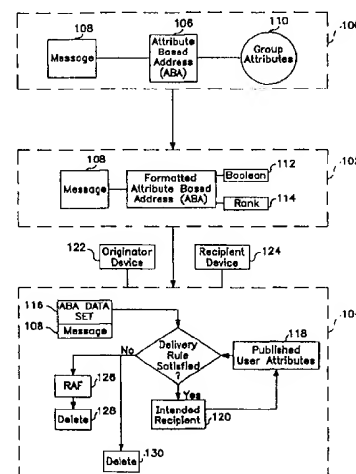 108
Message
106
Attribute
Based
Address
(ABA)
110
Group
Attributes
108
Message
Formatted
Attribute Based
Address (ABA)
112
Boolean
114
Rank
102
122
Originator
Device
124
Recipient
Device
116
ABA DATA
SET
108
Message
Delivery
Rule
Satisfied
?
118
Published
User Attributes
No
Yes
RAF
126
Delete
128
Intended
Recipient
120
Delete
130